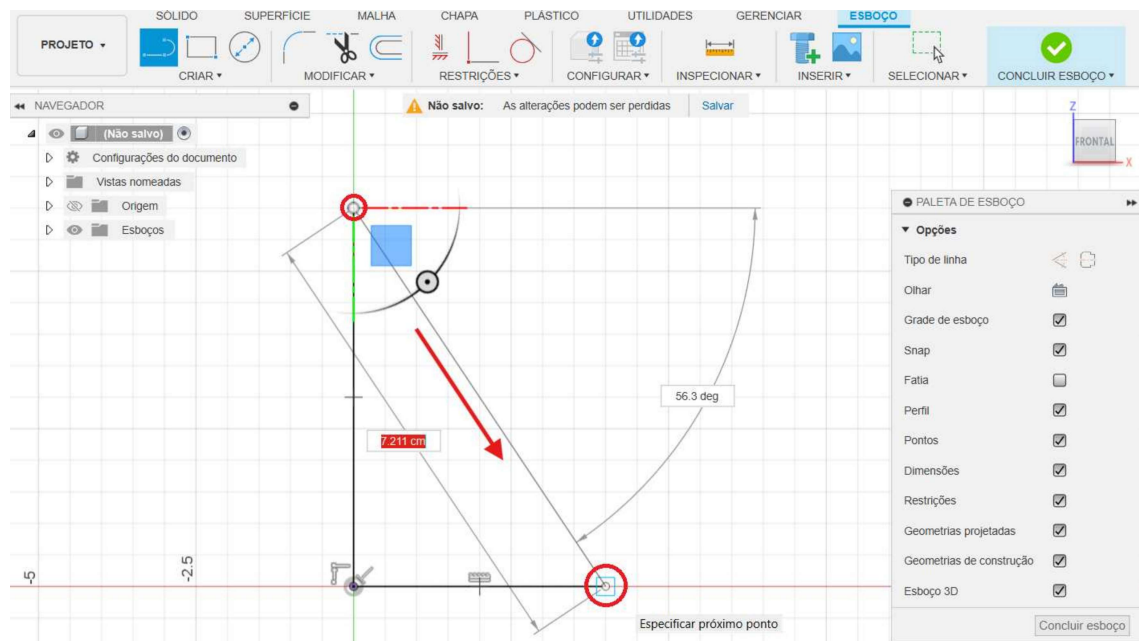 SÓLIDO SUPERFÍCIE MALHA CHAPA PLÁSTICO UTILIDADES GERENCIAR ESBOÇO
PROJETO
CRIAR MODIFICAR RESTRIÇÕES CONFIGURAR INSPECIONAR INSERIR SELECIONAR CONCLUIR ESBOÇO
NAVEGADOR
Não salvo: As alterações podem ser perdidas Salvar
(Não salvo)
Configurações do documento
Vistas nomeadas
Origem
Esboços
Z
FRONTAL
X
PALETA DE ESBOÇO
Opções
Tipo de linha
Olhar
Grade de esboço
Snap
Fatia
Perfil
Pontos
Dimensões
Restrições
Geometrias projetadas
Geometrias de construção
Esboço 3D
Concluir esboço
56.3 deg
7.211 cm
-5
-2.5
Especificar próximo ponto